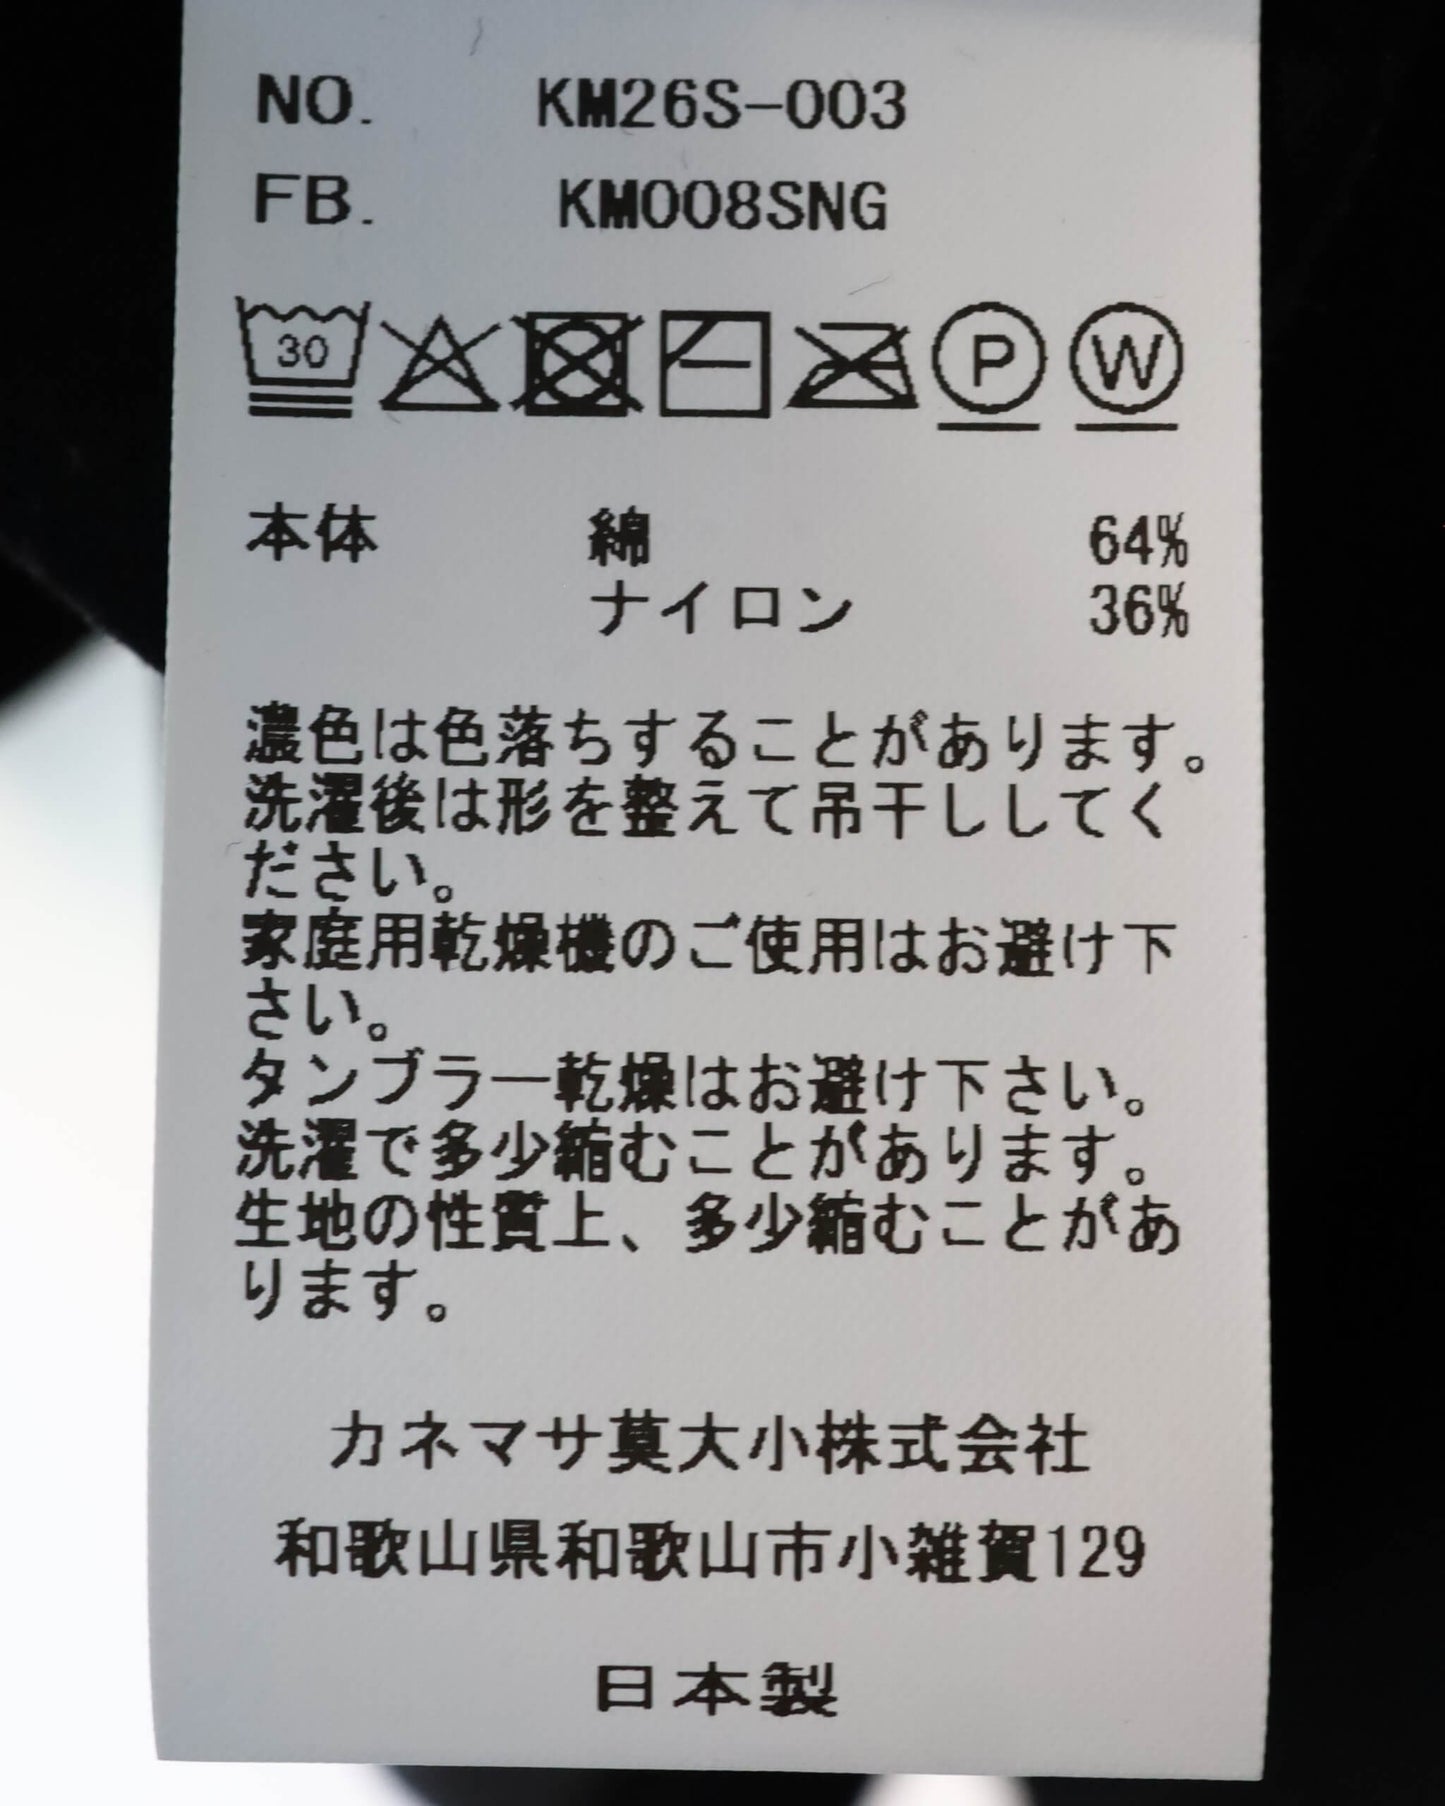 NO. KM26S-003
FB. KM008SNG
30 P W
本体 綿 64%
ナイロン 36%
濃色は色落ちすることがあります。
洗濯後は形を整えて吊干ししてく
ださい。
家庭用乾燥機のご使用はお避け下
さい。
タンブラー乾燥はお避け下さい。
洗濯で多少縮むことがあります。
生地の性質上、多少縮むことがあ
ります。
カネマサ莫大小株式会社
和歌山県和歌山市小雑賀129
日本製